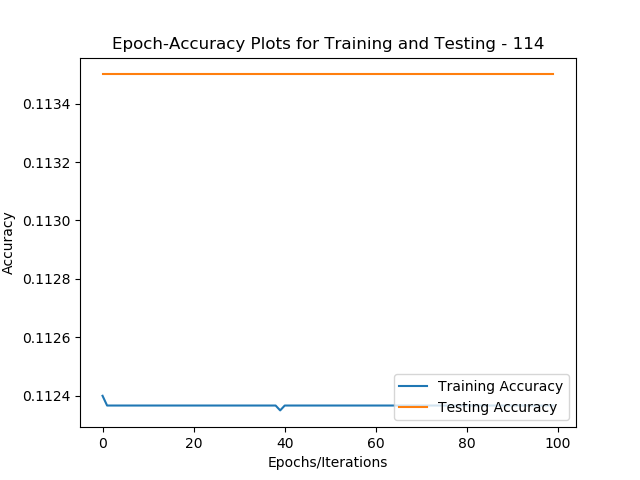 Epoch-Accuracy Plots for Training and Testing - 114
Accuracy
0.1134
0.1132
0.1130
0.1128
0.1126
0.1124
Training Accuracy
Testing Accuracy
0 20 40 60 80 100
Epochs/Iterations